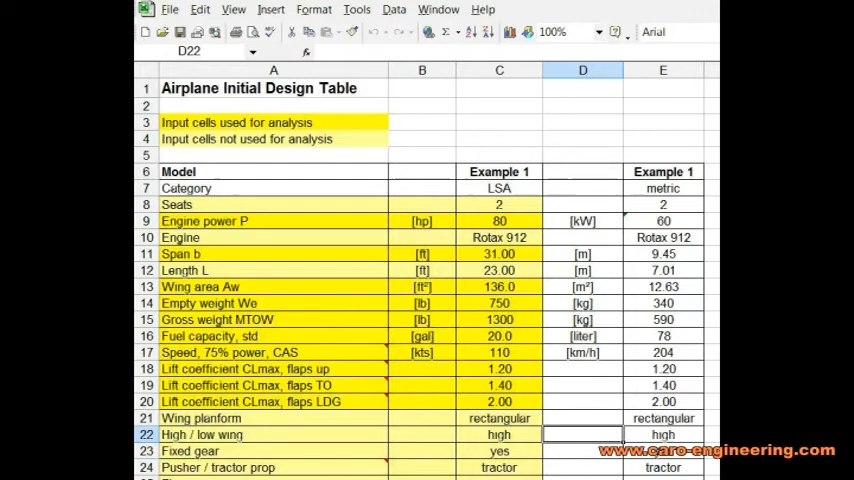 File Edit View Insert Format Tools Data Window Help
100% Arial
D22 fx
A B C D E
1 Airplane Initial Design Table
2
3 Input cells used for analysis
4 Input cells not used for analysis
5
6 Model Example 1 Example 1
7 Category LSA metric
8 Seats 2 2
9 Engine power P [hp] 80 [kW] 60
10 Engine Rotax 912 Rotax 912
11 Span b [ft] 31.00 [m] 9.45
12 Length L [ft] 23.00 [m] 7.01
13 Wing area Aw [ft²] 136.0 [m²] 12.63
14 Empty weight We [lb] 750 [kg] 340
15 Gross weight MTOW [lb] 1300 [kg] 590
16 Fuel capacity, std [gal] 20.0 [liter] 78
17 Speed, 75% power, CAS [kts] 110 [km/h] 204
18 Lift coefficient CLmax, flaps up 1.20 1.20
19 Lift coefficient CLmax, flaps TO 1.40 1.40
20 Lift coefficient CLmax, flaps LDG 2.00 2.00
21 Wing planform rectangular rectangular
22 High / low wing high high
23 Fixed gear yes
www.caro-engineering.com
24 Pusher / tractor prop tractor tractor